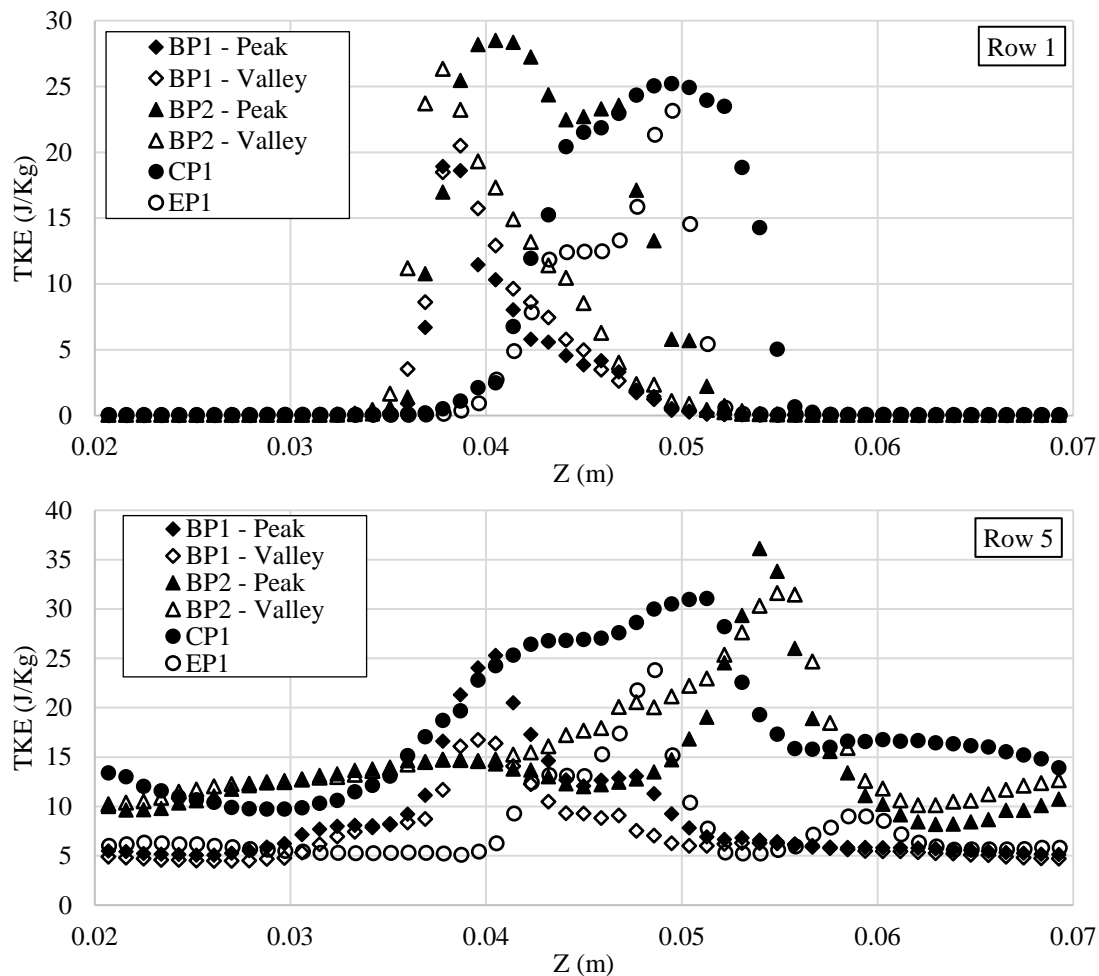 30
25
20
15
10
5
0
TKE (J/Kg)
BP1 - Peak
BP1 - Valley
BP2 - Peak
BP2 - Valley
CP1
EP1
Row 1
0.02 0.03 0.04 0.05 0.06 0.07
Z (m)
40
35
30
25
20
15
10
5
0
TKE (J/Kg)
BP1 - Peak
BP1 - Valley
BP2 - Peak
BP2 - Valley
CP1
EP1
Row 5
0.02 0.03 0.04 0.05 0.06 0.07
Z (m)